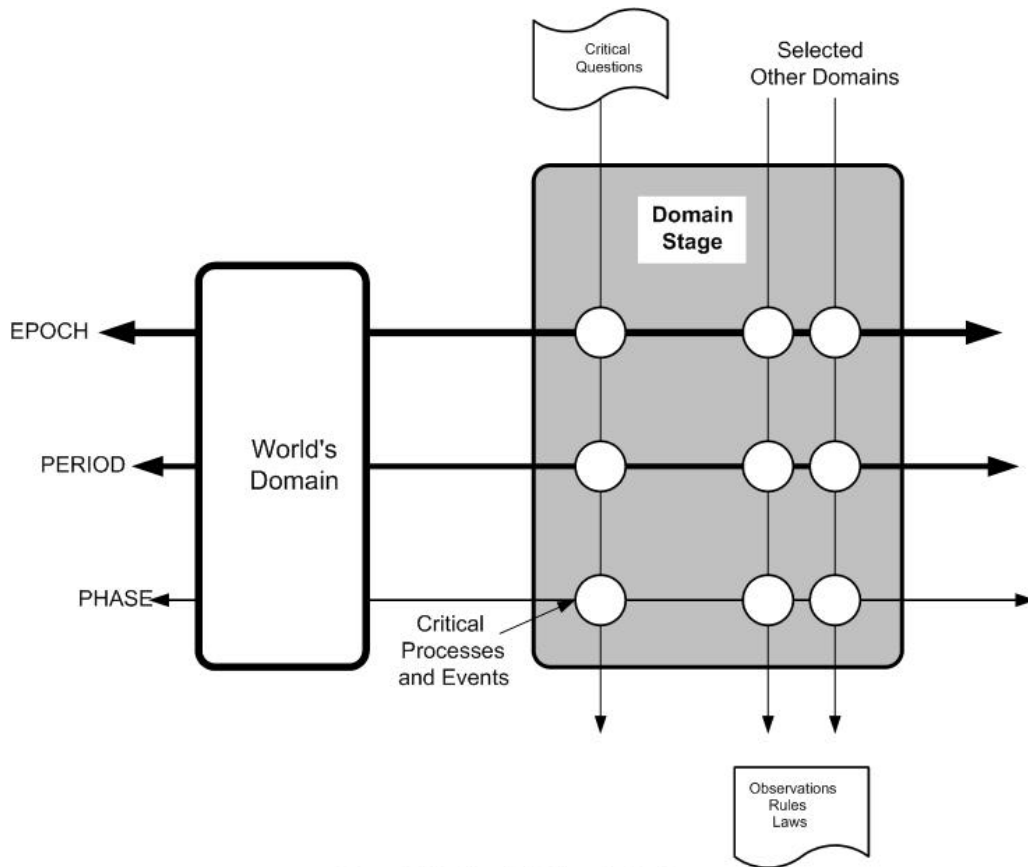 Critical
Questions
Selected
Other Domains
Domain
Stage
EPOCH
World's
Domain
PERIOD
PHASE
Critical
Processes
and Events
Observations
Rules
Laws